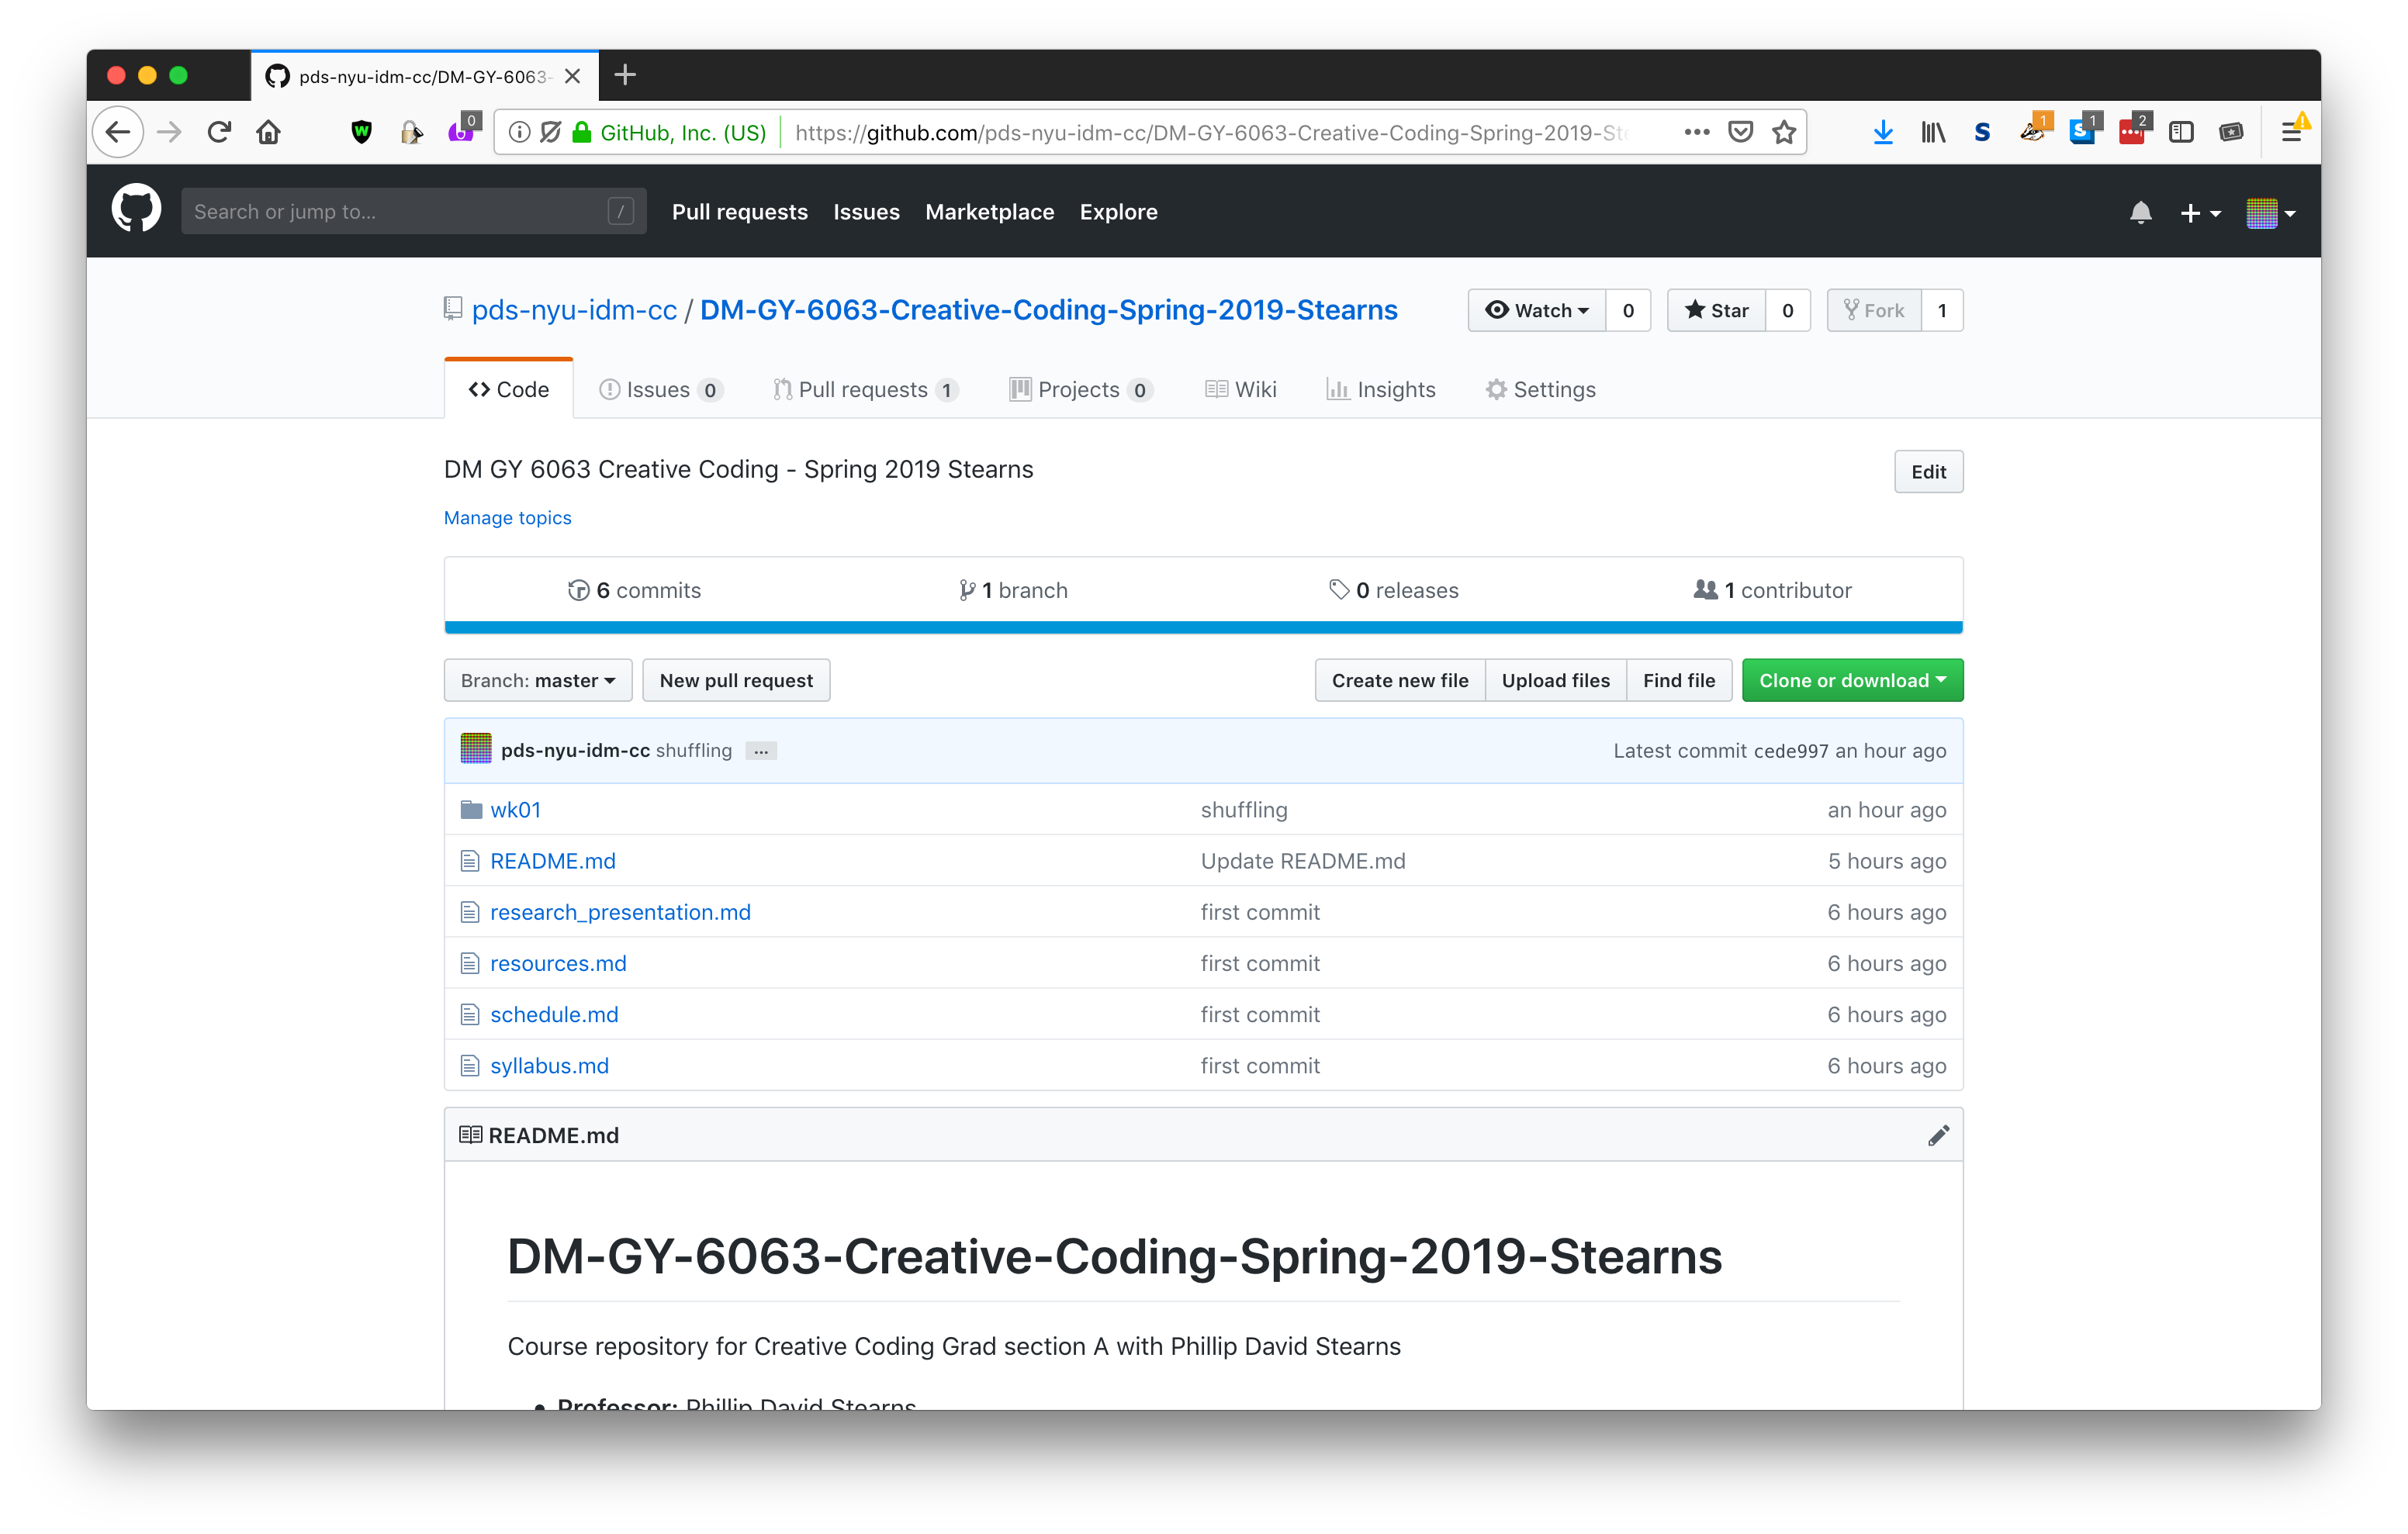 pds-nyu-idm-cc/DM-GY-6063-
0
GitHub, Inc. (US) https://github.com/pds-nyu-idm-cc/DM-GY-6063-Creative-Coding-Spring-2019-St
S 1 S 1 2
Search or jump to... /
Pull requests Issues Marketplace Explore
pds-nyu-idm-cc / DM-GY-6063-Creative-Coding-Spring-2019-Stearns
Watch 0 Star 0 Fork 1
Code Issues 0 Pull requests 1 Projects 0 Wiki Insights Settings
DM GY 6063 Creative Coding - Spring 2019 Stearns
Edit
Manage topics
6 commits 1 branch 0 releases 1 contributor
Branch: master New pull request Create new file Upload files Find file Clone or download
pds-nyu-idm-cc shuffling ... Latest commit cede997 an hour ago
wk01 shuffling an hour ago
README.md Update README.md 5 hours ago
research_presentation.md first commit 6 hours ago
resources.md first commit 6 hours ago
schedule.md first commit 6 hours ago
syllabus.md first commit 6 hours ago
README.md
DM-GY-6063-Creative-Coding-Spring-2019-Stearns
Course repository for Creative Coding Grad section A with Phillip David Stearns
• Professor: Phillip David Stearns